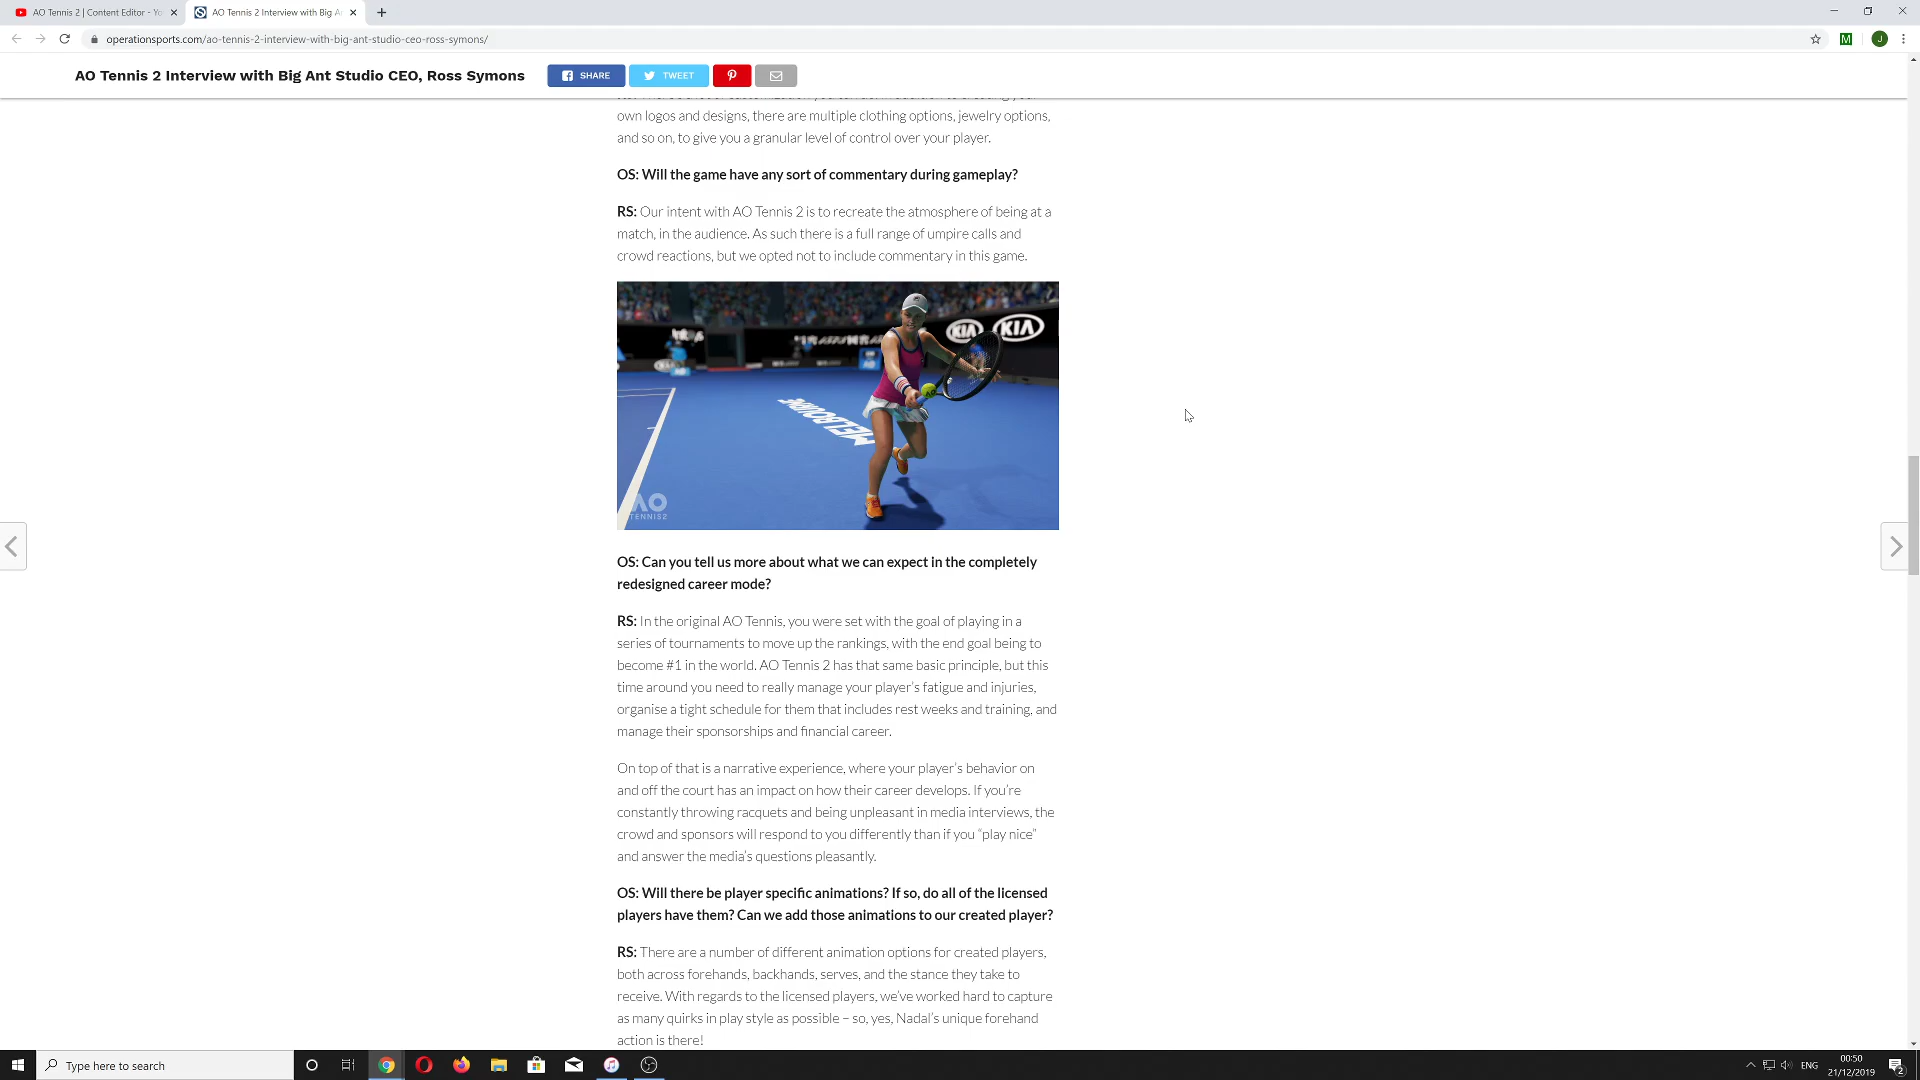 AO Tennis 2 | Content Editor - Yo
AO Tennis 2 Interview with Big A
operationsports.com/ao-tennis-2-interview-with-big-ant-studio-ceo-ross-symons/
M
J
AO Tennis 2 Interview with Big Ant Studio CEO, Ross Symons
SHARE
TWEET
own logos and designs, there are multiple clothing options, jewelry options,
and so on, to give you a granular level of control over your player.
OS: Will the game have any sort of commentary during gameplay?
RS: Our intent with AO Tennis 2 is to recreate the atmosphere of being at a
match, in the audience. As such there is a full range of umpire calls and
crowd reactions, but we opted not to include commentary in this game.
KIA KIA
MELBOURNE
AO
TENNIS2
OS: Can you tell us more about what we can expect in the completely
redesigned career mode?
RS: In the original AO Tennis, you were set with the goal of playing in a
series of tournaments to move up the rankings, with the end goal being to
become #1 in the world. AO Tennis 2 has that same basic principle, but this
time around you need to really manage your player's fatigue and injuries,
organise a tight schedule for them that includes rest weeks and training, and
manage their sponsorships and financial career.
On top of that is a narrative experience, where your player's behavior on
and off the court has an impact on how their career develops. If you're
constantly throwing racquets and being unpleasant in media interviews, the
crowd and sponsors will respond to you differently than if you “play nice”
and answer the media's questions pleasantly.
OS: Will there be player specific animations? If so, do all of the licensed
players have them? Can we add those animations to our created player?
RS: There are a number of different animation options for created players,
both across forehands, backhands, serves, and the stance they take to
receive. With regards to the licensed players, we've worked hard to capture
as many quirks in play style as possible – so, yes, Nadal's unique forehand
action is there!
Type here to search
ENG
00:50
21/12/2019
2